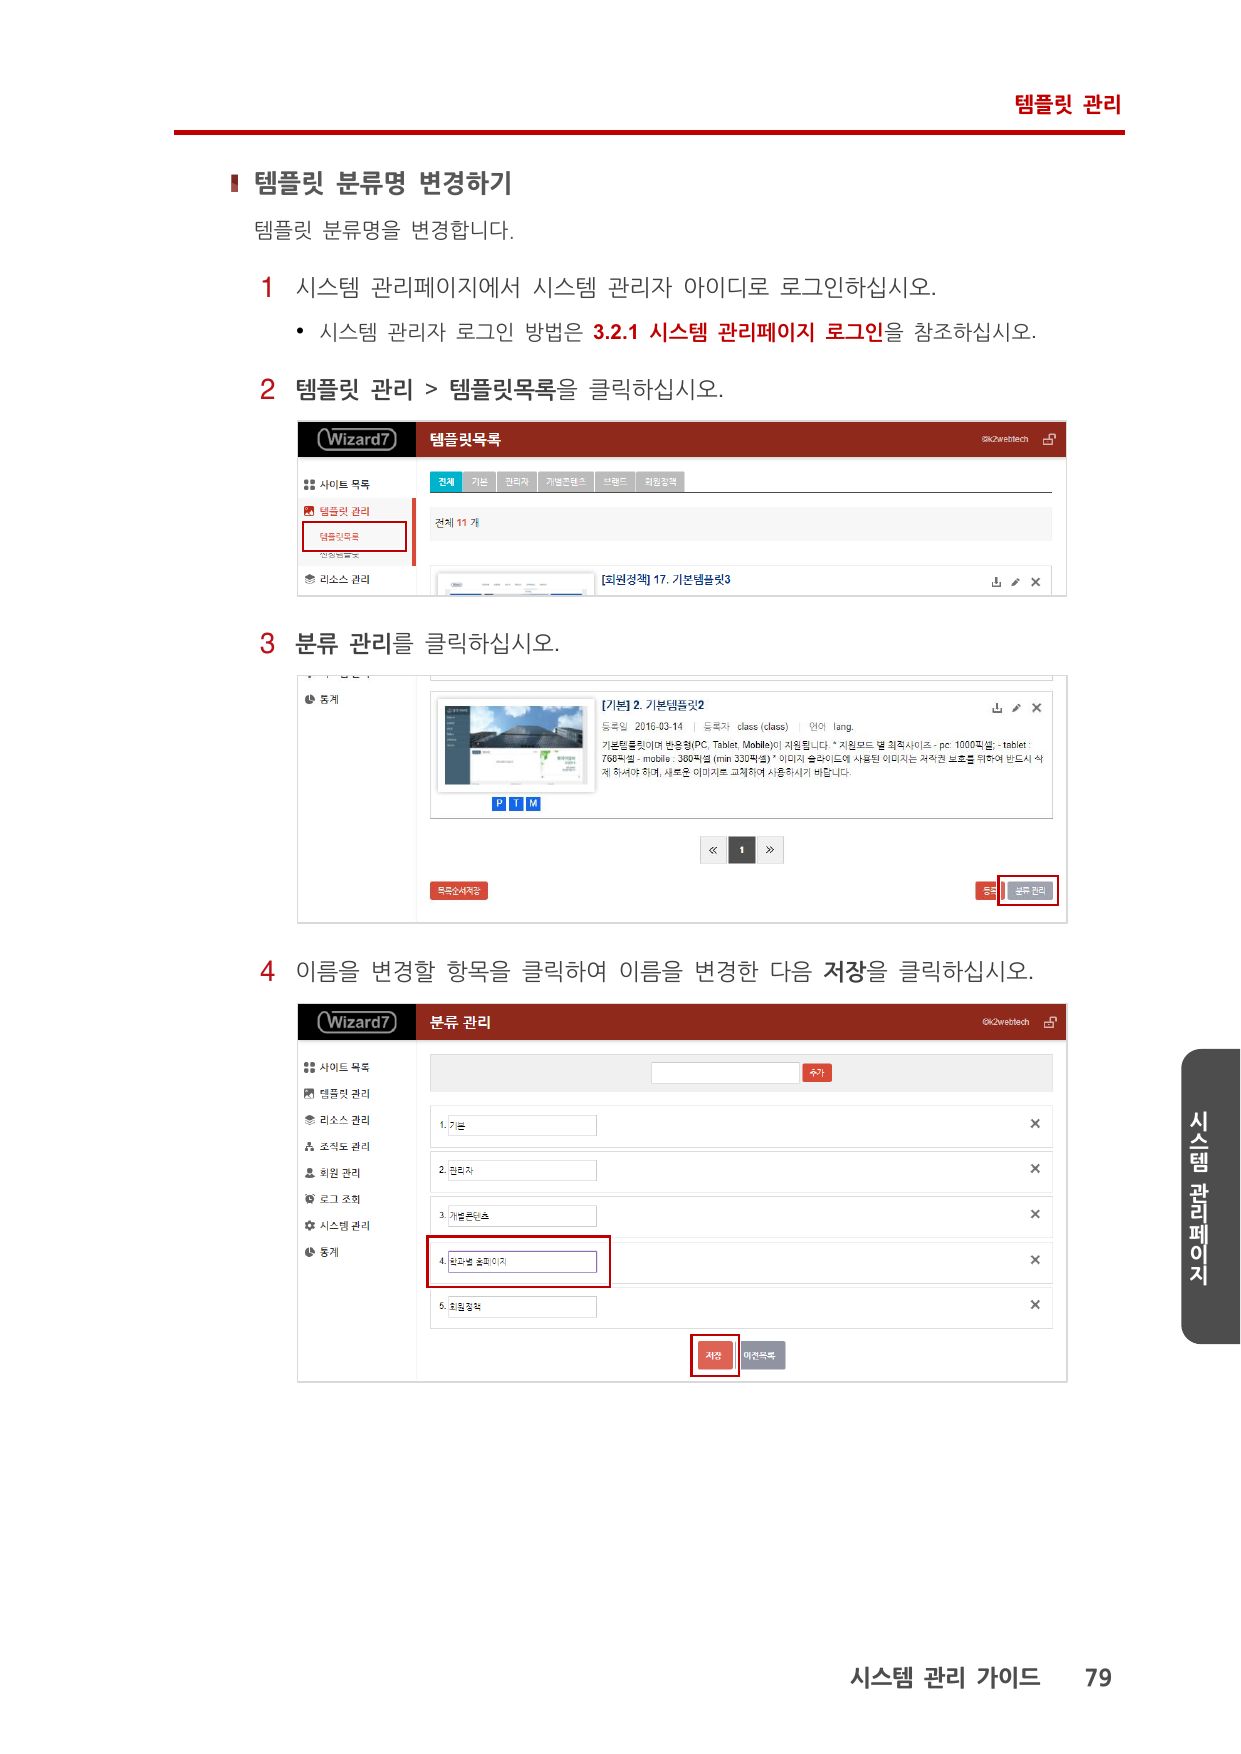 템플릿 관리
템플릿 분류명 변경하기
템플릿 분류명을 변경합니다.
1 시스템 관리페이지에서 시스템 관리자 아이디로 로그인하십시오.
• 시스템 관리자 로그인 방법은 3.2.1 시스템 관리페이지 로그인을 참조하십시오.
2 템플릿 관리 > 템플릿목록을 클릭하십시오.
Wizard7 템플릿목록 @k2webtech
사이트 목록 전체 기본 관리자 개별콘텐츠 브랜드 회원정책
템플릿 관리
전체 11 개
템플릿목록
리소스 관리 [회원정책] 17. 기본템플릿3
3 분류 관리를 클릭하십시오.
통계 [기본] 2. 기본템플릿2
등록일 2016-03-14 | 등록자 class (class) | 언어 lang.
기본템플릿이며 반응형(PC, Tablet, Mobile)이 지원됩니다. * 지원모드 별 최적사이즈 - pc: 1000픽셀; - tablet :
768픽셀 - mobile : 380픽셀 (min 330픽셀) * 이미지 슬라이드에 사용된 이미지는 저작권 보호를 위하여 반드시 삭
제 하셔야 하며, 새로운 이미지로 교체하여 사용하시기 바랍니다.
P T M
« 1 »
목록순서저장 등록 분류 관리
4 이름을 변경할 항목을 클릭하여 이름을 변경한 다음 저장을 클릭하십시오.
Wizard7 분류 관리 @k2webtech
사이트 목록
추가
템플릿 관리
리소스 관리
1. 기본
조직도 관리
회원 관리
2. 관리자
로그 조회
3. 개별콘텐츠
시스템 관리
통계
4. 학과별 홈페이지
5. 회원정책
저장 이전목록
시스템 관리페이지
시스템 관리 가이드 79